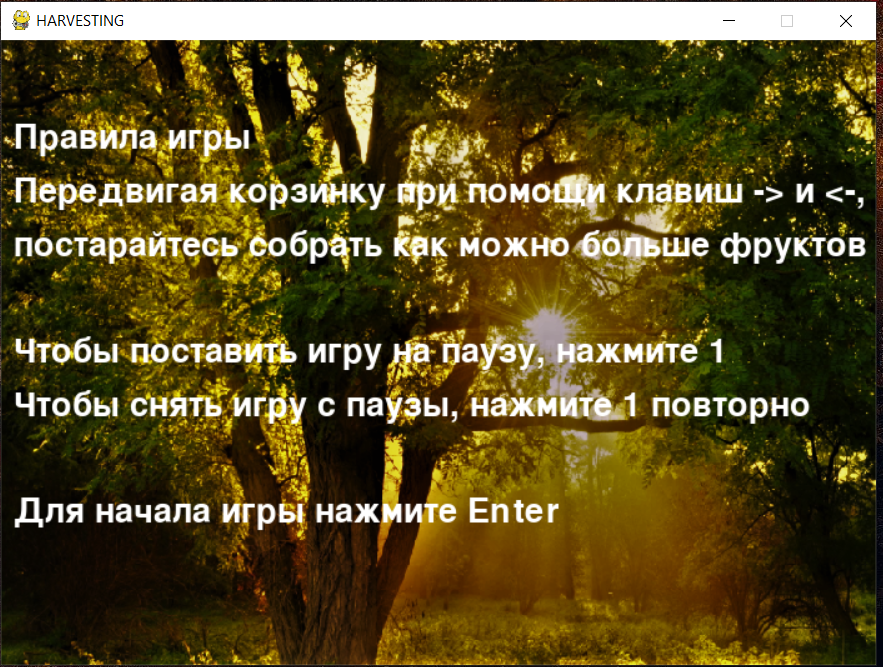 HARVESTING
Правила игры
Передвигая корзинку при помощи клавиш -> и <-,
постарайтесь собрать как можно больше фруктов
Чтобы поставить игру на паузу, нажмите 1
Чтобы снять игру с паузы, нажмите 1 повторно
Для начала игры нажмите Enter